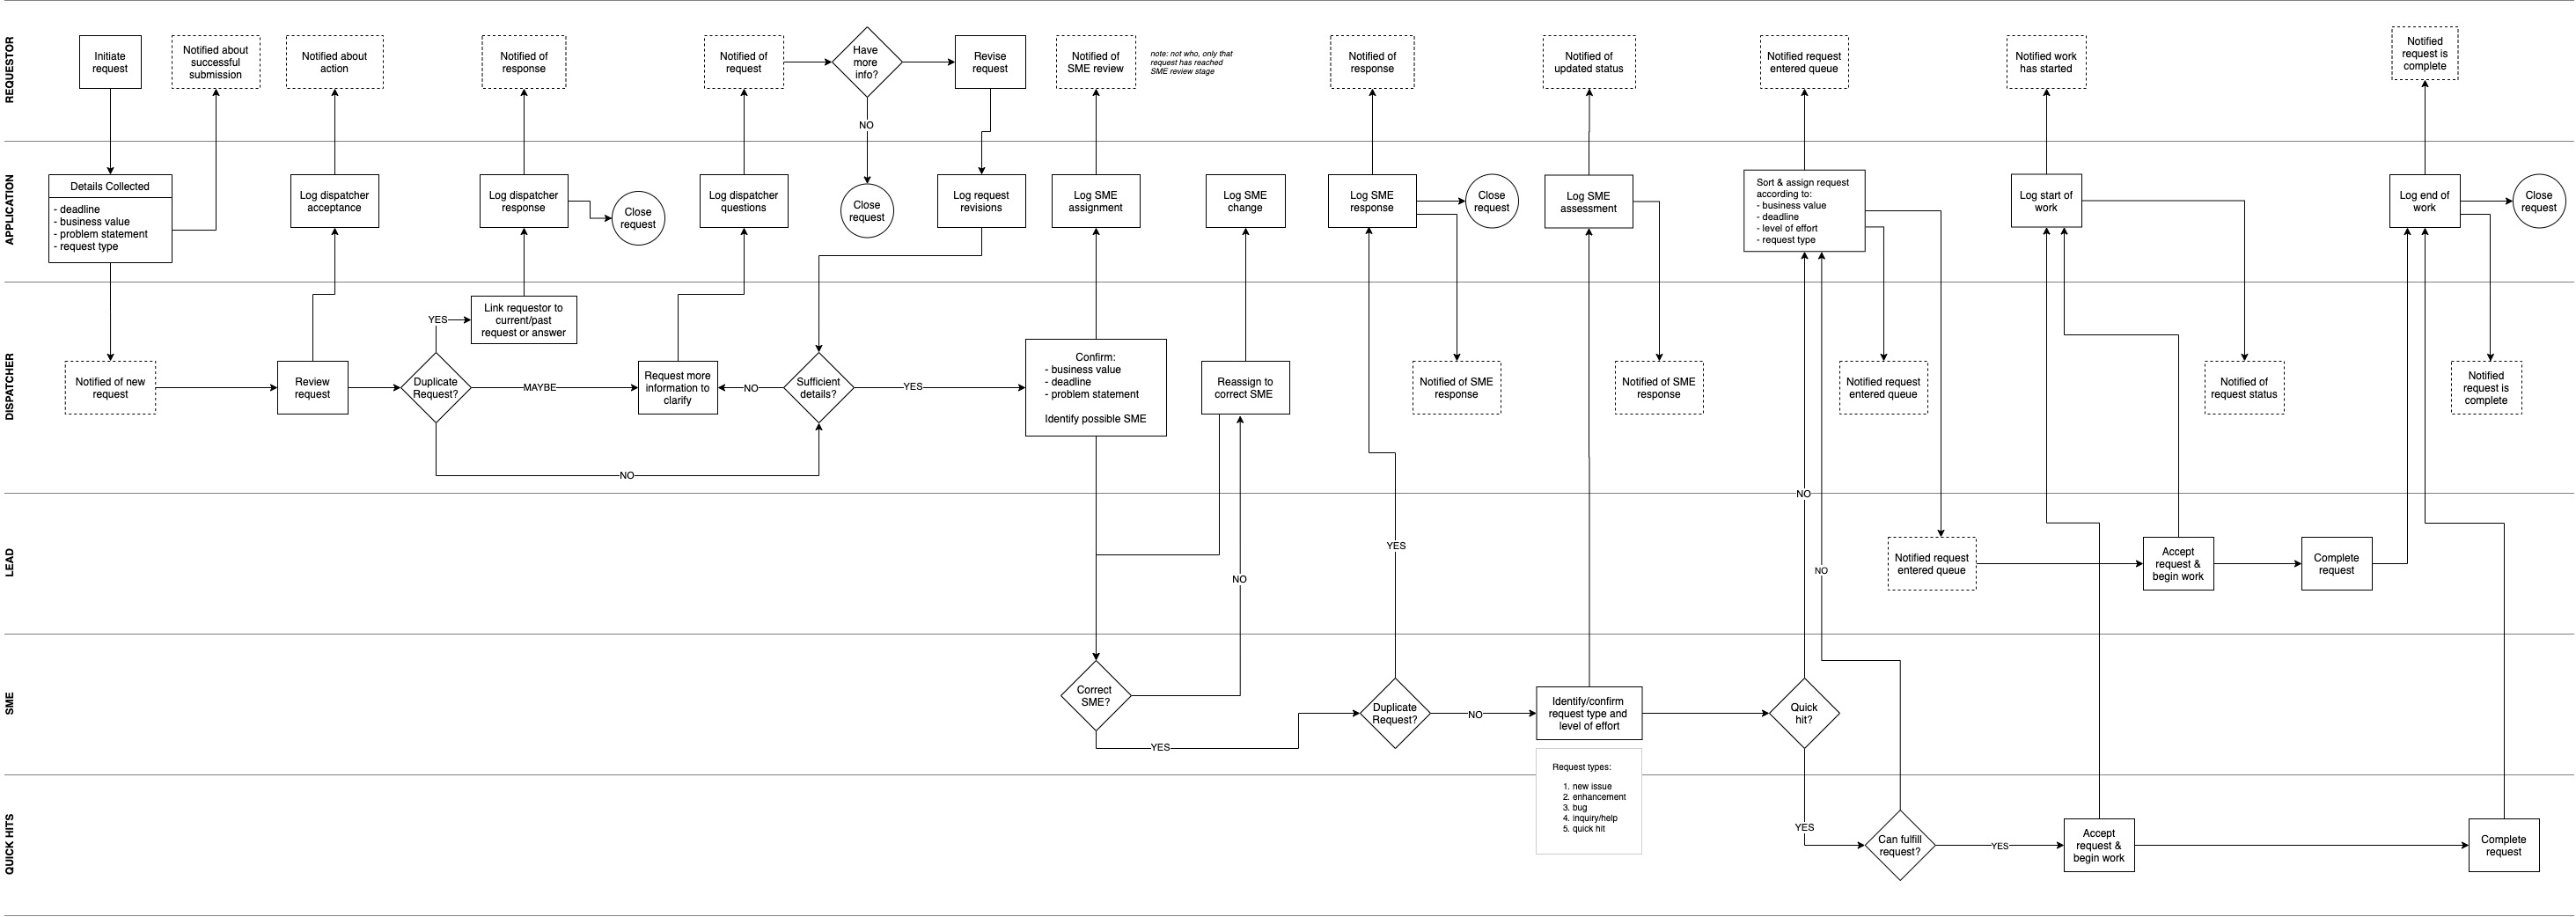 REQUESTOR
Initiate
request
Notified about
successful
submission
Notified about
action
Notified of
response
Notified of
request
Have
more
info?
NO
Revise
request
Notified of
SME review
note: not who, only that
request has reached
SME review stage
Notified of
response
Notified of
updated status
Notified request
entered queue
Notified work
has started
Notified
request is
complete
APPLICATION
Details Collected
- deadline
- business value
- problem statement
- request type
Log dispatcher
acceptance
Log dispatcher
response
Close
request
Log dispatcher
questions
Close
request
Log request
revisions
Log SME
assignment
Log SME
change
Log SME
response
Close
request
Log SME
assessment
Sort & assign request
according to:
- business value
- deadline
- level of effort
- request type
Log start of
work
Log end of
work
Close
request
DISPATCHER
Notified of new
request
Review
request
Duplicate
Request?
YES
Link requestor to
current/past
request or answer
MAYBE
NO
Request more
information to
clarify
NO
Sufficient
details?
YES
Confirm:
- business value
- deadline
- problem statement
Identify possible SME
Reassign to
correct SME
Notified of SME
response
Notified of SME
response
Notified request
entered queue
Notified of
request status
Notified
request is
complete
LEAD
NO
YES
NO
NO
Notified request
entered queue
Accept
request &
begin work
Complete
request
SME
Correct
SME?
YES
Duplicate
Request?
NO
Identify/confirm
request type and
level of effort
Quick
hit?
QUICK HITS
Request types:
1. new issue
2. enhancement
3. bug
4. inquiry/help
5. quick hit
YES
Can fulfill
request?
YES
Accept
request &
begin work
Complete
request